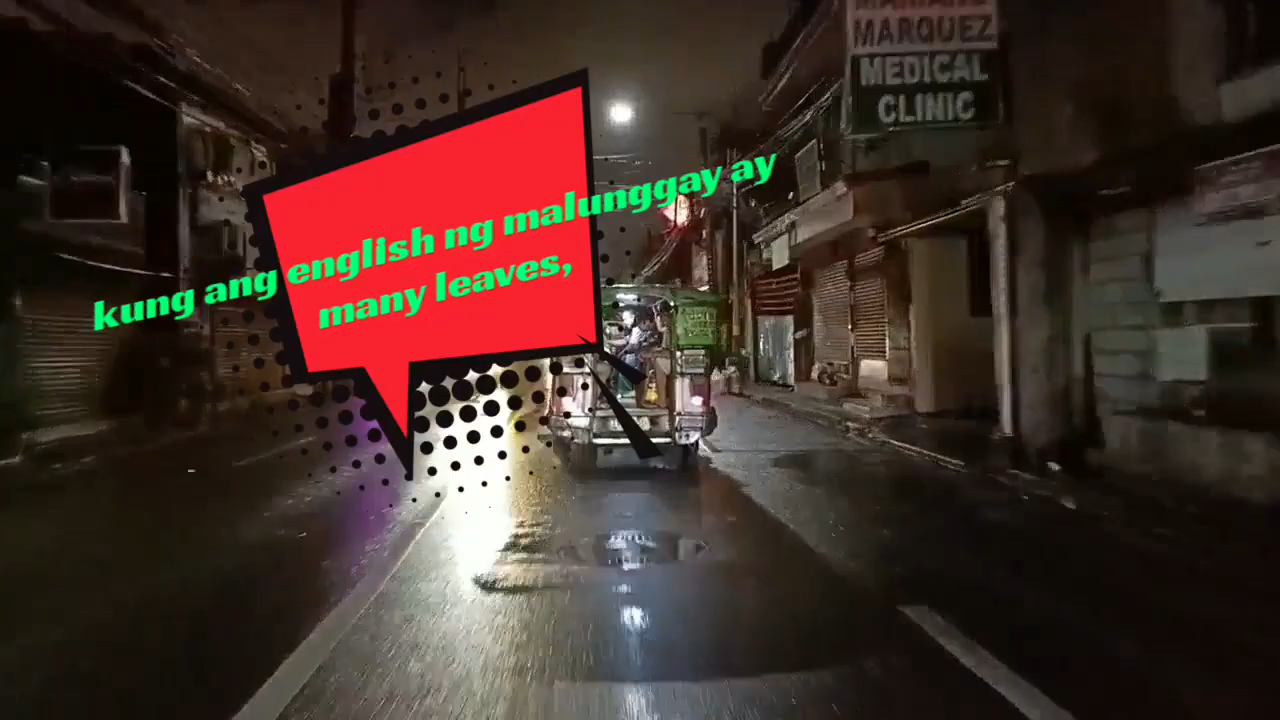 MARQUEZ
MEDICAL
CLINIC
kung ang english ng malunggay ay
many leaves,